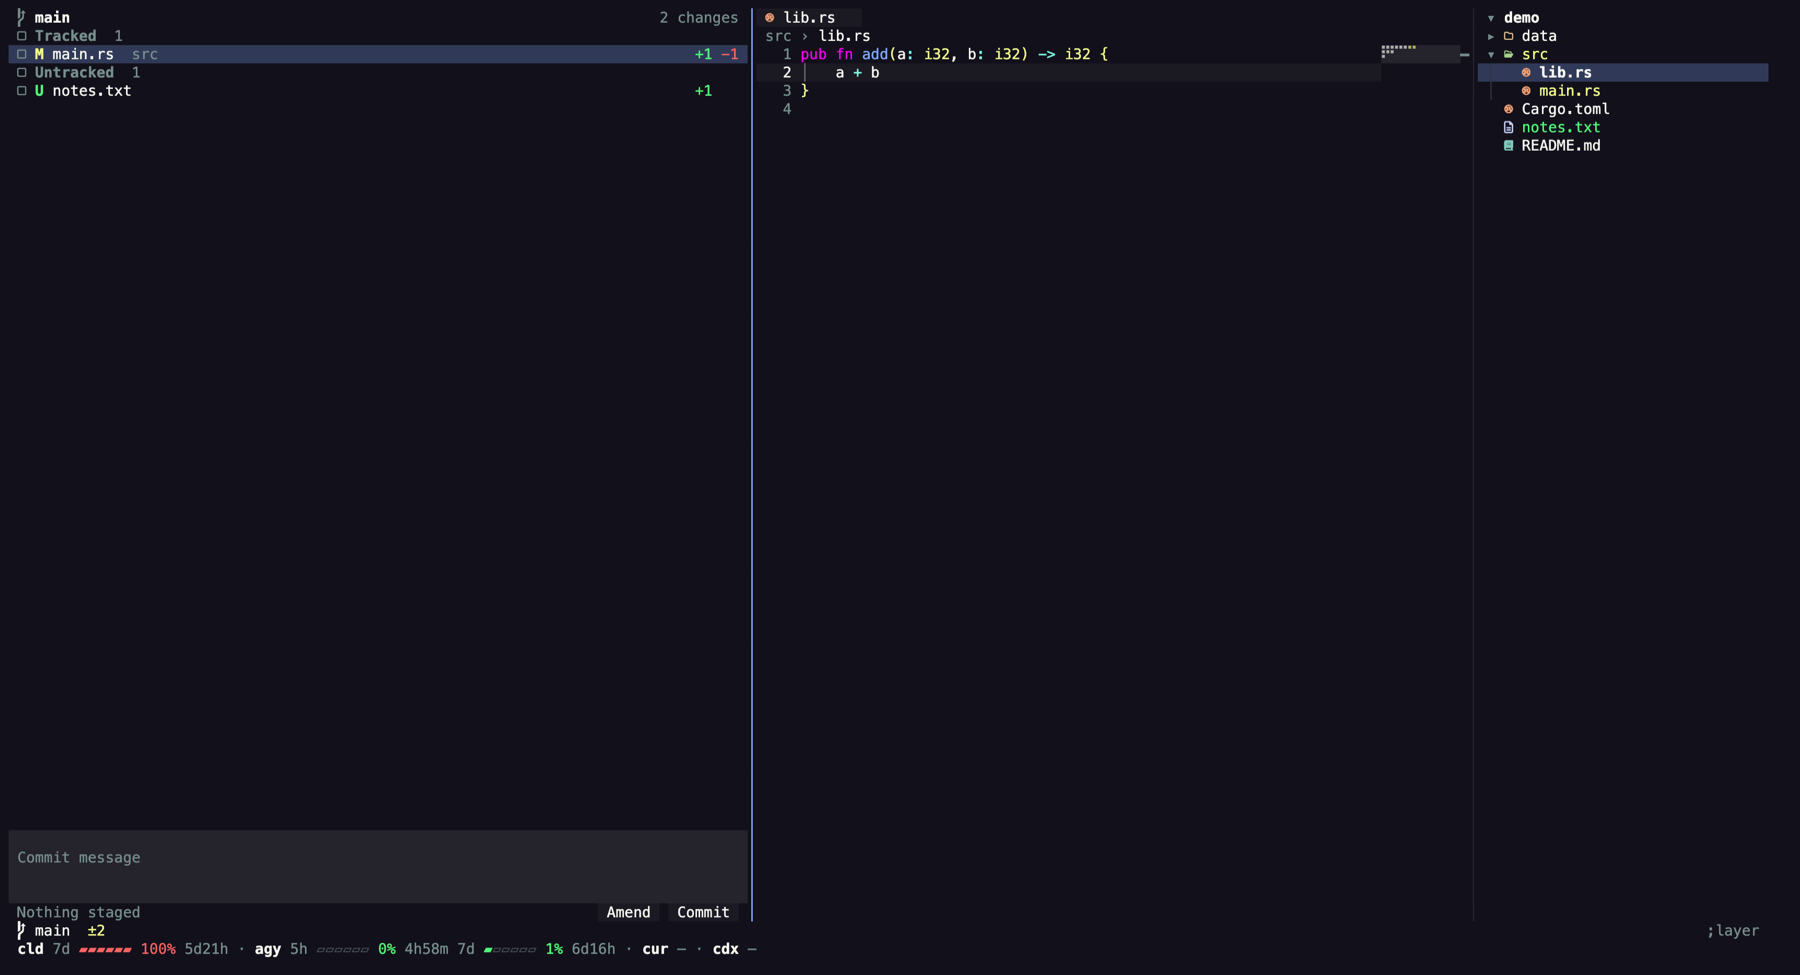 main 2 changes
Tracked 1
M main.rs src +1 −1
Untracked 1
U notes.txt +1
Commit message
Nothing staged Amend Commit
lib.rs
src › lib.rs
1 pub fn add(a: i32, b: i32) -> i32 {
2 a + b
3 }
4
demo
data
src
lib.rs
main.rs
Cargo.toml
notes.txt
README.md
main ±2 ;layer
cld 7d 100% 5d21h · agy 5h 0% 4h58m 7d 1% 6d16h · cur — · cdx —